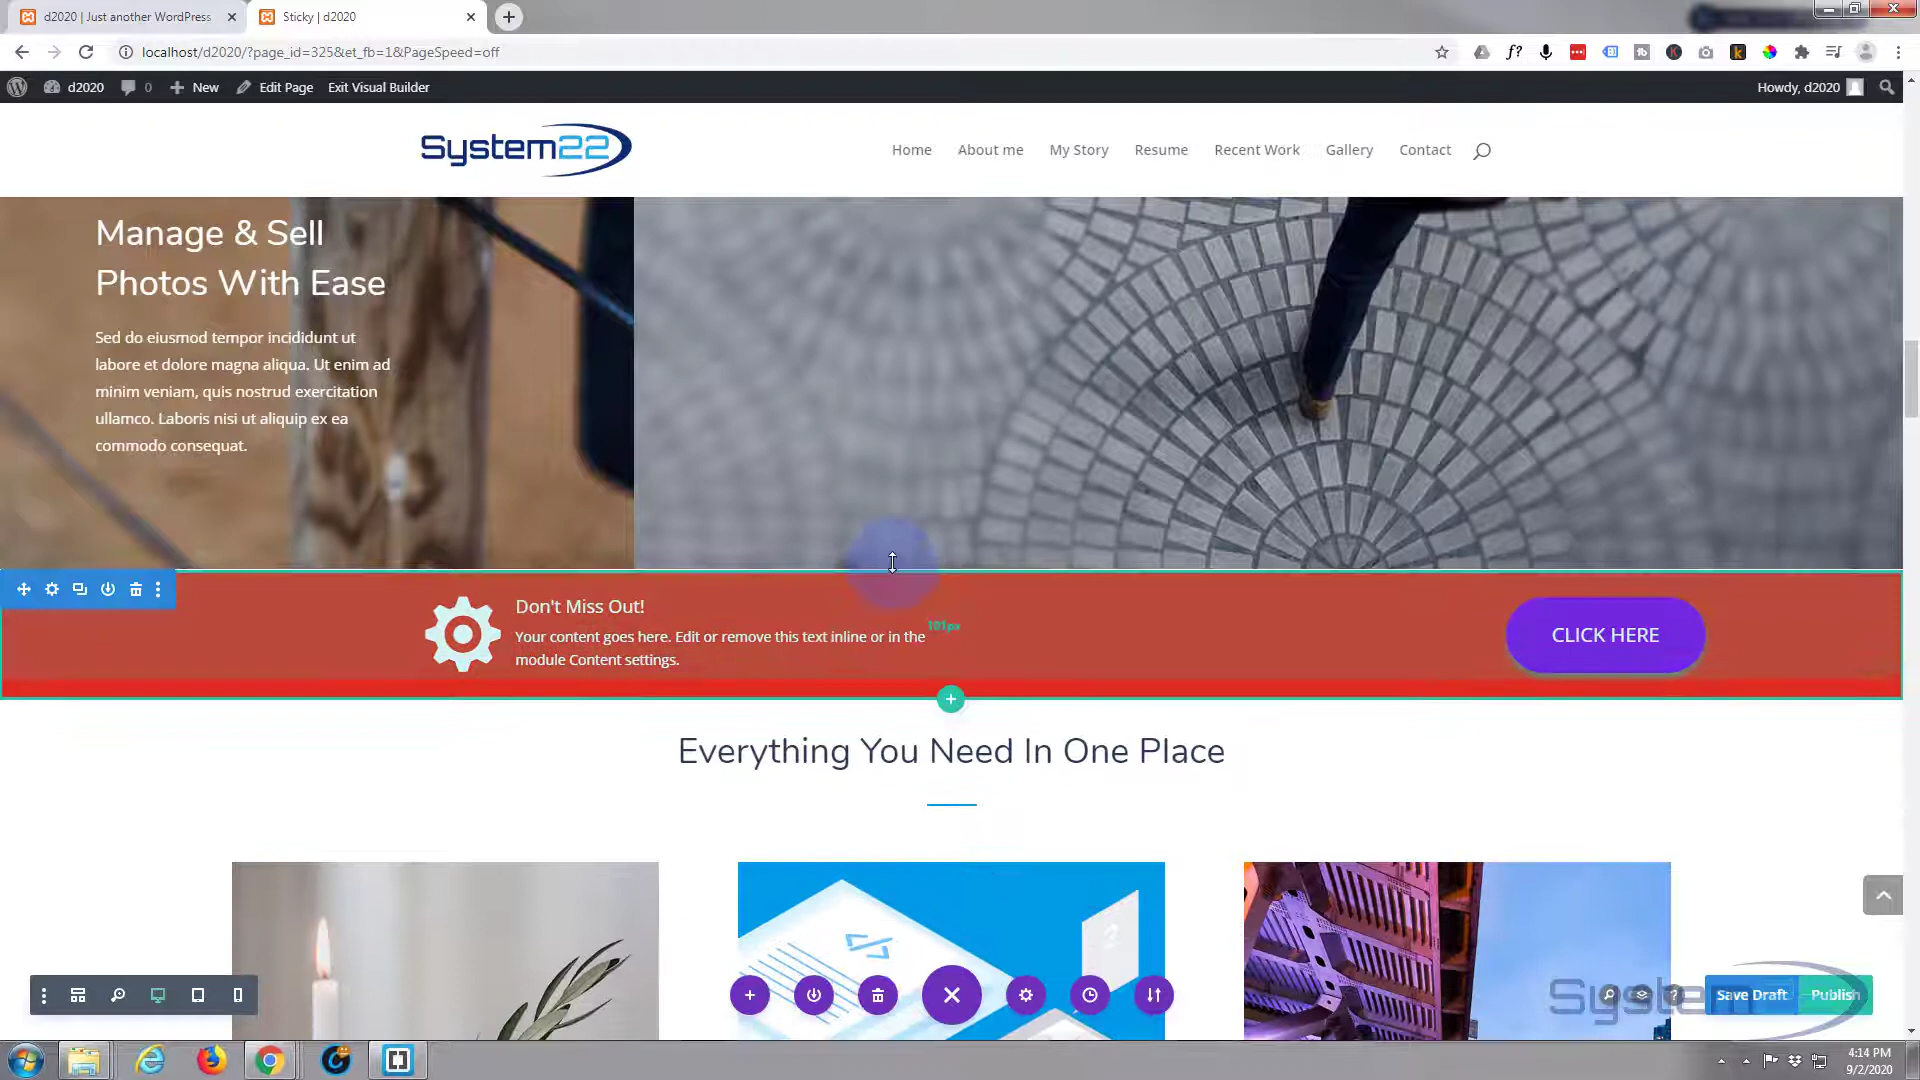 d2020 | Just another WordPress
Sticky | d2020
localhost/d2020/?page_id=325&et_fb=1&PageSpeed=off
d2020
0
New
Edit Page
Exit Visual Builder
Howdy, d2020
System22
Home
About me
My Story
Resume
Recent Work
Gallery
Contact
Manage & Sell
Photos With Ease
Sed do eiusmod tempor incididunt ut
labore et dolore magna aliqua. Ut enim ad
minim veniam, quis nostrud exercitation
ullamco. Laboris nisi ut aliquip ex ea
commodo consequat.
Don't Miss Out!
Your content goes here. Edit or remove this text inline or in the
module Content settings.
101px
CLICK HERE
Everything You Need In One Place
Save Draft
Publish
System
4:14 PM
9/2/2020